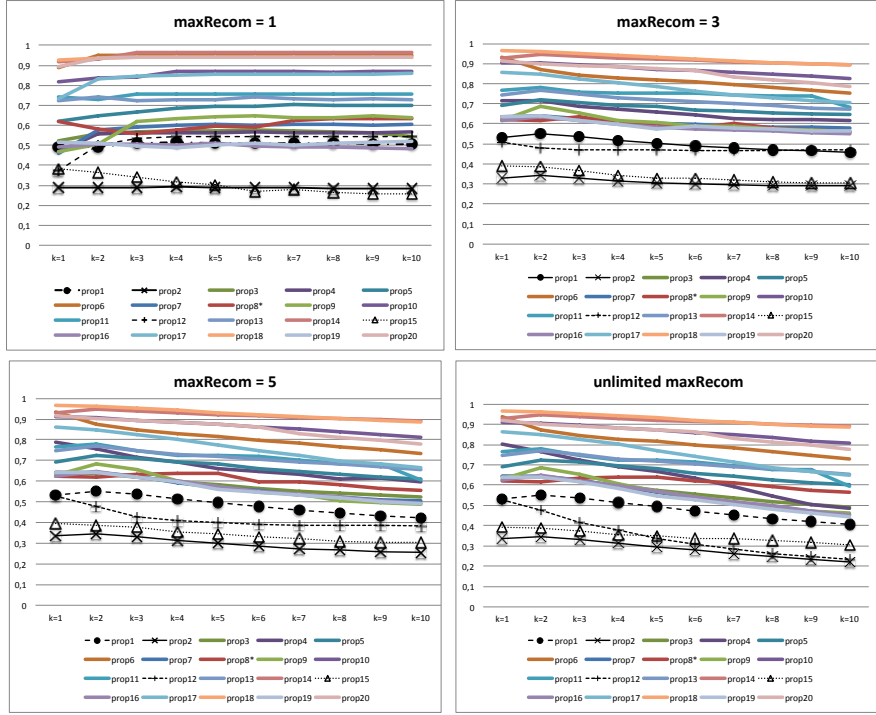 maxRecom = 1
1
0,9
0,8
0,7
0,6
0,5
0,4
0,3
0,2
0,1
0
k=1 k=2 k=3 k=4 k=5 k=6 k=7 k=8 k=9 k=10
prop1 prop2 prop3 prop4 prop5
prop6 prop7 prop8* prop9 prop10
prop11 prop12 prop13 prop14 prop15
prop16 prop17 prop18 prop19 prop20
maxRecom = 3
1
0,9
0,8
0,7
0,6
0,5
0,4
0,3
0,2
0,1
0
k=1 k=2 k=3 k=4 k=5 k=6 k=7 k=8 k=9 k=10
prop1 prop2 prop3 prop4 prop5
prop6 prop7 prop8* prop9 prop10
prop11 prop12 prop13 prop14 prop15
prop16 prop17 prop18 prop19 prop20
maxRecom = 5
1
0,9
0,8
0,7
0,6
0,5
0,4
0,3
0,2
0,1
0
k=1 k=2 k=3 k=4 k=5 k=6 k=7 k=8 k=9 k=10
prop1 prop2 prop3 prop4 prop5
prop6 prop7 prop8* prop9 prop10
prop11 prop12 prop13 prop14 prop15
prop16 prop17 prop18 prop19 prop20
unlimited maxRecom
1
0,9
0,8
0,7
0,6
0,5
0,4
0,3
0,2
0,1
0
k=1 k=2 k=3 k=4 k=5 k=6 k=7 k=8 k=9 k=10
prop1 prop2 prop3 prop4 prop5
prop6 prop7 prop8* prop9 prop10
prop11 prop12 prop13 prop14 prop15
prop16 prop17 prop18 prop19 prop20